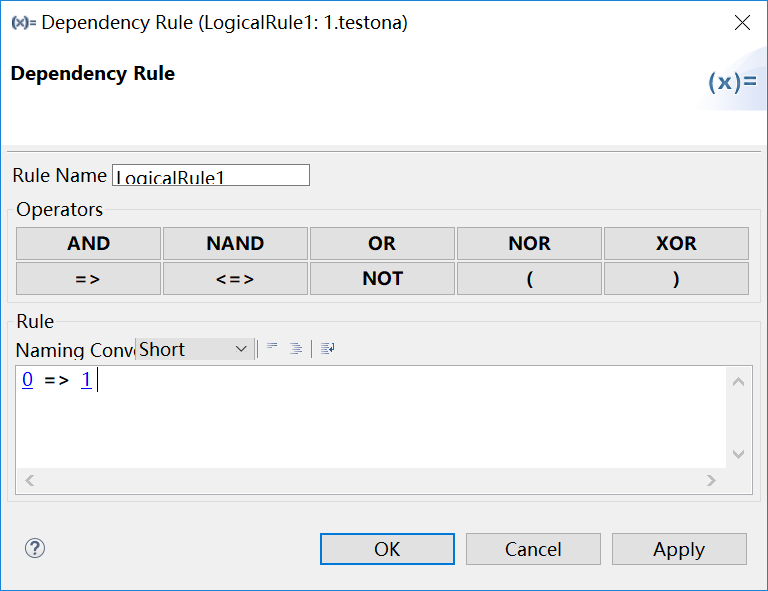 (x)= Dependency Rule (LogicalRule1: 1.testona)
Dependency Rule
(x)=
Rule Name LogicalRule1
Operators
AND NAND OR NOR XOR
=> <=> NOT ( )
Rule
Naming Conve Short
0 => 1
? OK Cancel Apply